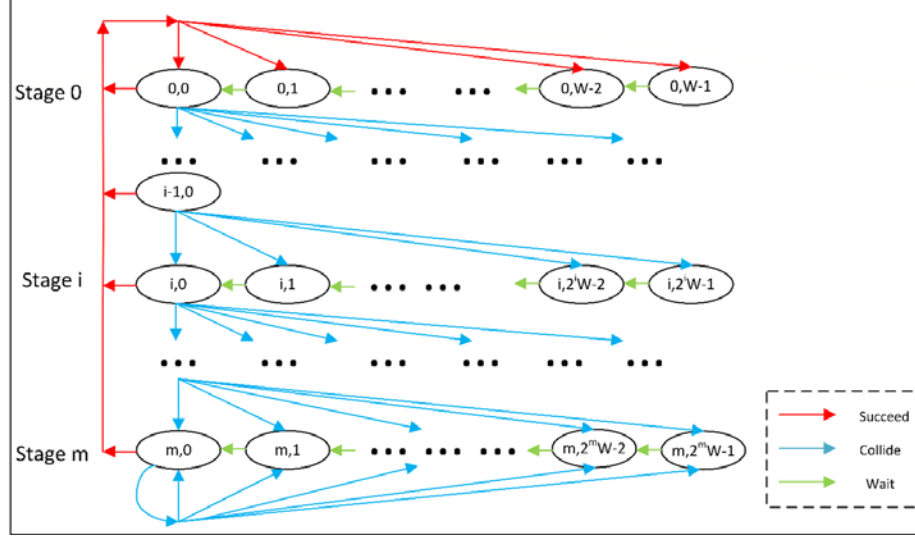 Stage 0
0,0 0,1 ... ... 0,W-2 0,W-1
... ... ... ... ... ...
i-1,0
Stage i
i,0 i,1 ... ... i,2ⁱW-2 i,2ⁱW-1
... ... ... ... ... ...
Stage m
m,0 m,1 ... ... ... m,2ᵐW-2 m,2ᵐW-1
Succeed
Collide
Wait